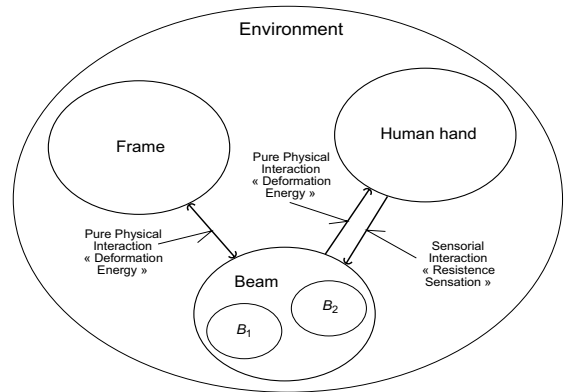 Environment
Frame
Human hand
Pure Physical
Interaction
« Deformation
Energy »
Pure Physical
Interaction
« Deformation
Energy »
Sensorial
Interaction
« Resistence
Sensation »
Beam
B1
B2